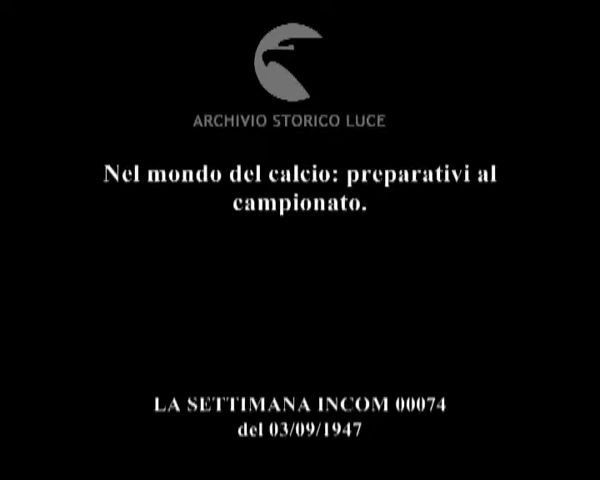 ARCHIVIO STORICO LUCE
Nel mondo del calcio: preparativi al
campionato.
LA SETTIMANA INCOM 00074
del 03/09/1947